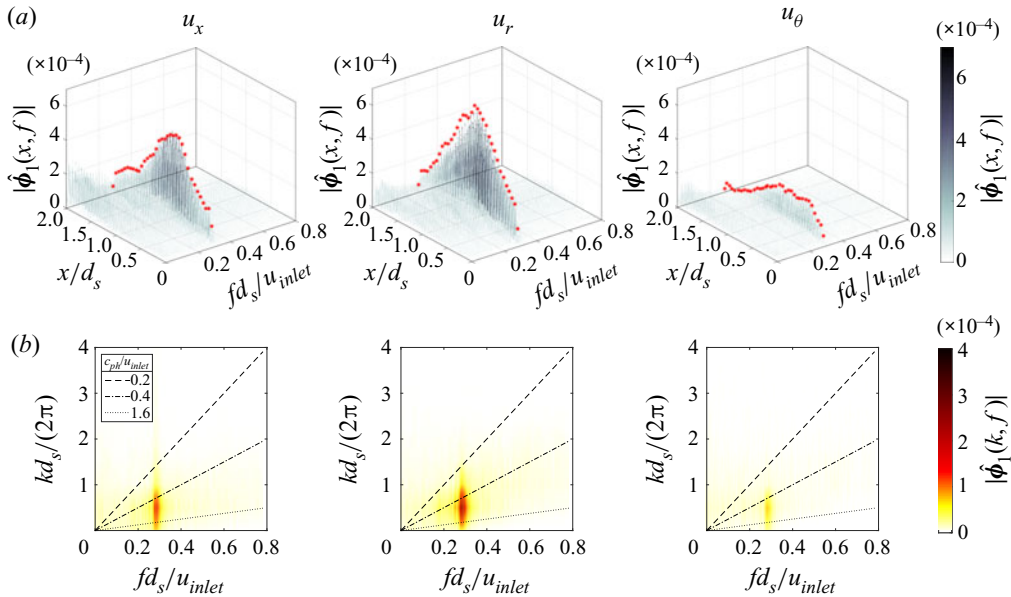 (a) u_x u_r u_θ
(×10⁻⁴) (×10⁻⁴) (×10⁻⁴) (×10⁻⁴)
|ϕ̂₁(x, f)| 6 4 2 0 |ϕ̂₁(x, f)| 6 4 2 0 |ϕ̂₁(x, f)| 6 4 2 0 6 4 2 0 |ϕ̂₁(x, f)|
2.0 1.5 1.0 0.5 0 0.2 0.4 0.6 0.8 2.0 1.5 1.0 0.5 0 0.2 0.4 0.6 0.8 2.0 1.5 1.0 0.5 0 0.2 0.4 0.6 0.8
x/d_s fd_s/u_inlet x/d_s fd_s/u_inlet x/d_s fd_s/u_inlet
(b) (×10⁻⁴)
c_ph/u_inlet
0.2
0.4
1.6
kd_s/(2π) 4 3 2 1 kd_s/(2π) 4 3 2 1 kd_s/(2π) 4 3 2 1 4 3 2 1 0 |ϕ̂₁(k, f)|
0 0.2 0.4 0.6 0.8 0 0.2 0.4 0.6 0.8 0 0.2 0.4 0.6 0.8
fd_s/u_inlet fd_s/u_inlet fd_s/u_inlet